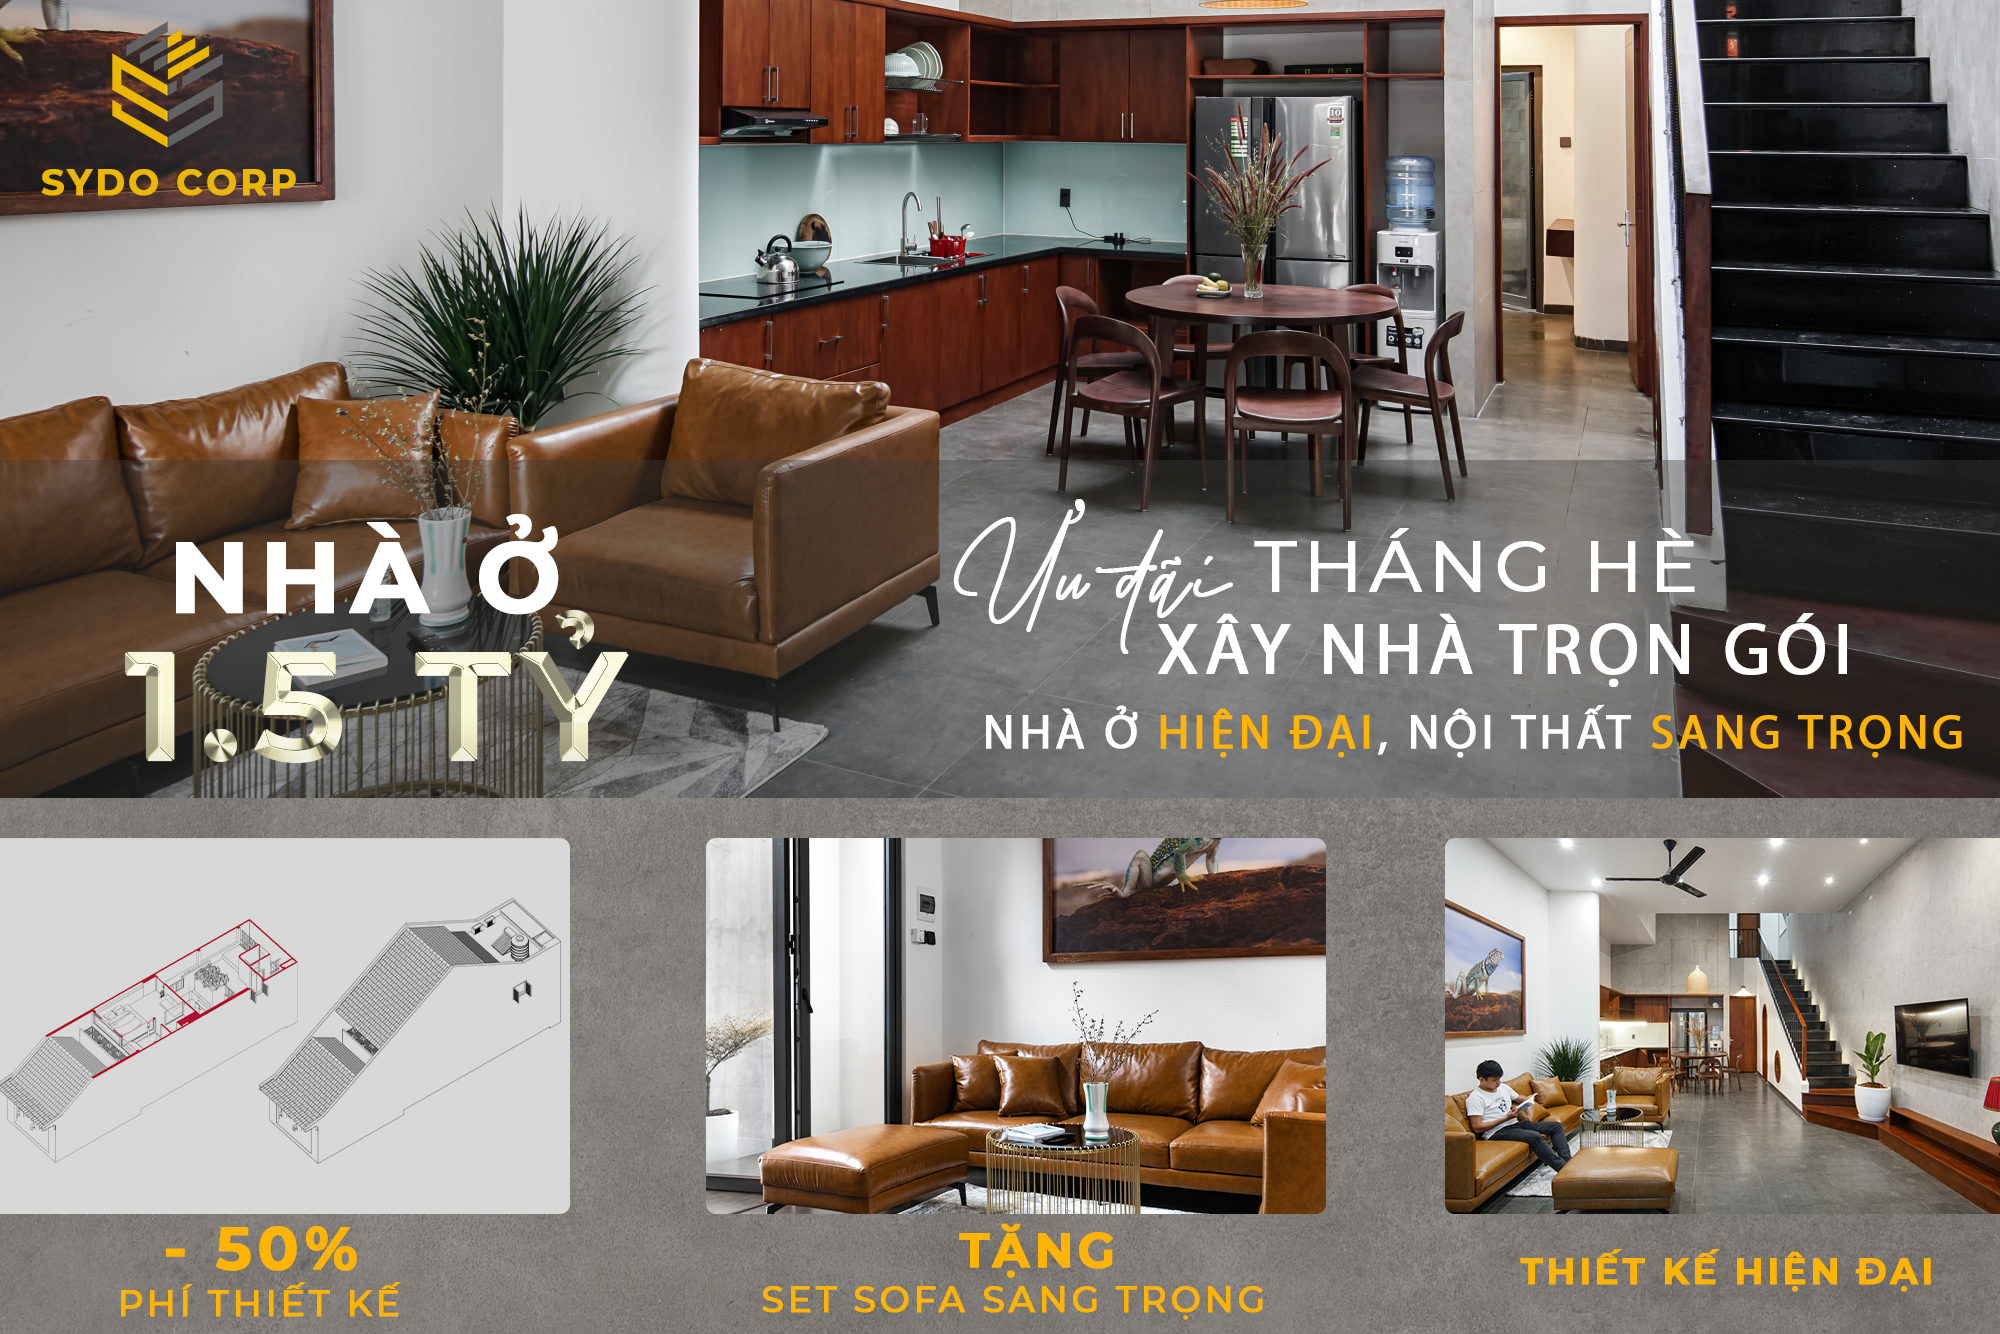 SYDO CORP
NHÀ Ở
1.5 TỶ
Ưu đãi THÁNG HÈ
XÂY NHÀ TRỌN GÓI
NHÀ Ở HIỆN ĐẠI, NỘI THẤT SANG TRỌNG
- 50%
PHÍ THIẾT KẾ
TẶNG
SET SOFA SANG TRỌNG
THIẾT KẾ HIỆN ĐẠI